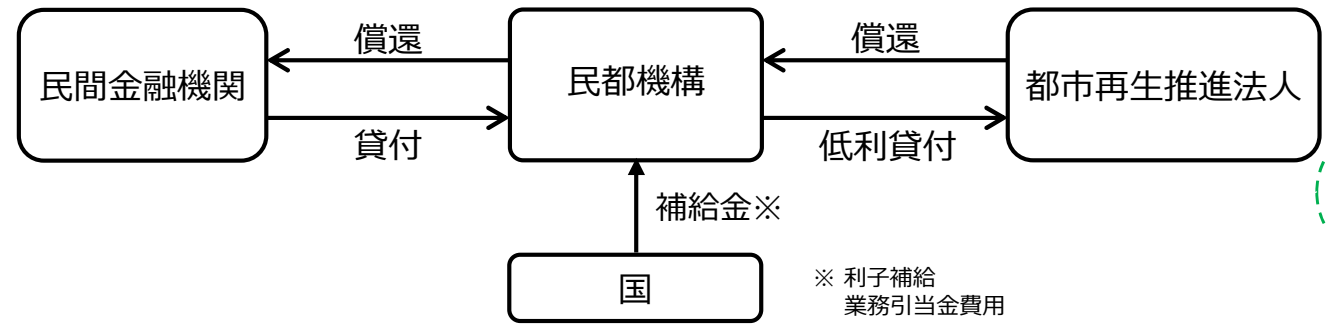 償還
償還
民間金融機関
民都機構
都市再生推進法人
貸付
低利貸付
補給金※
国
※ 利子補給
業務引当金費用